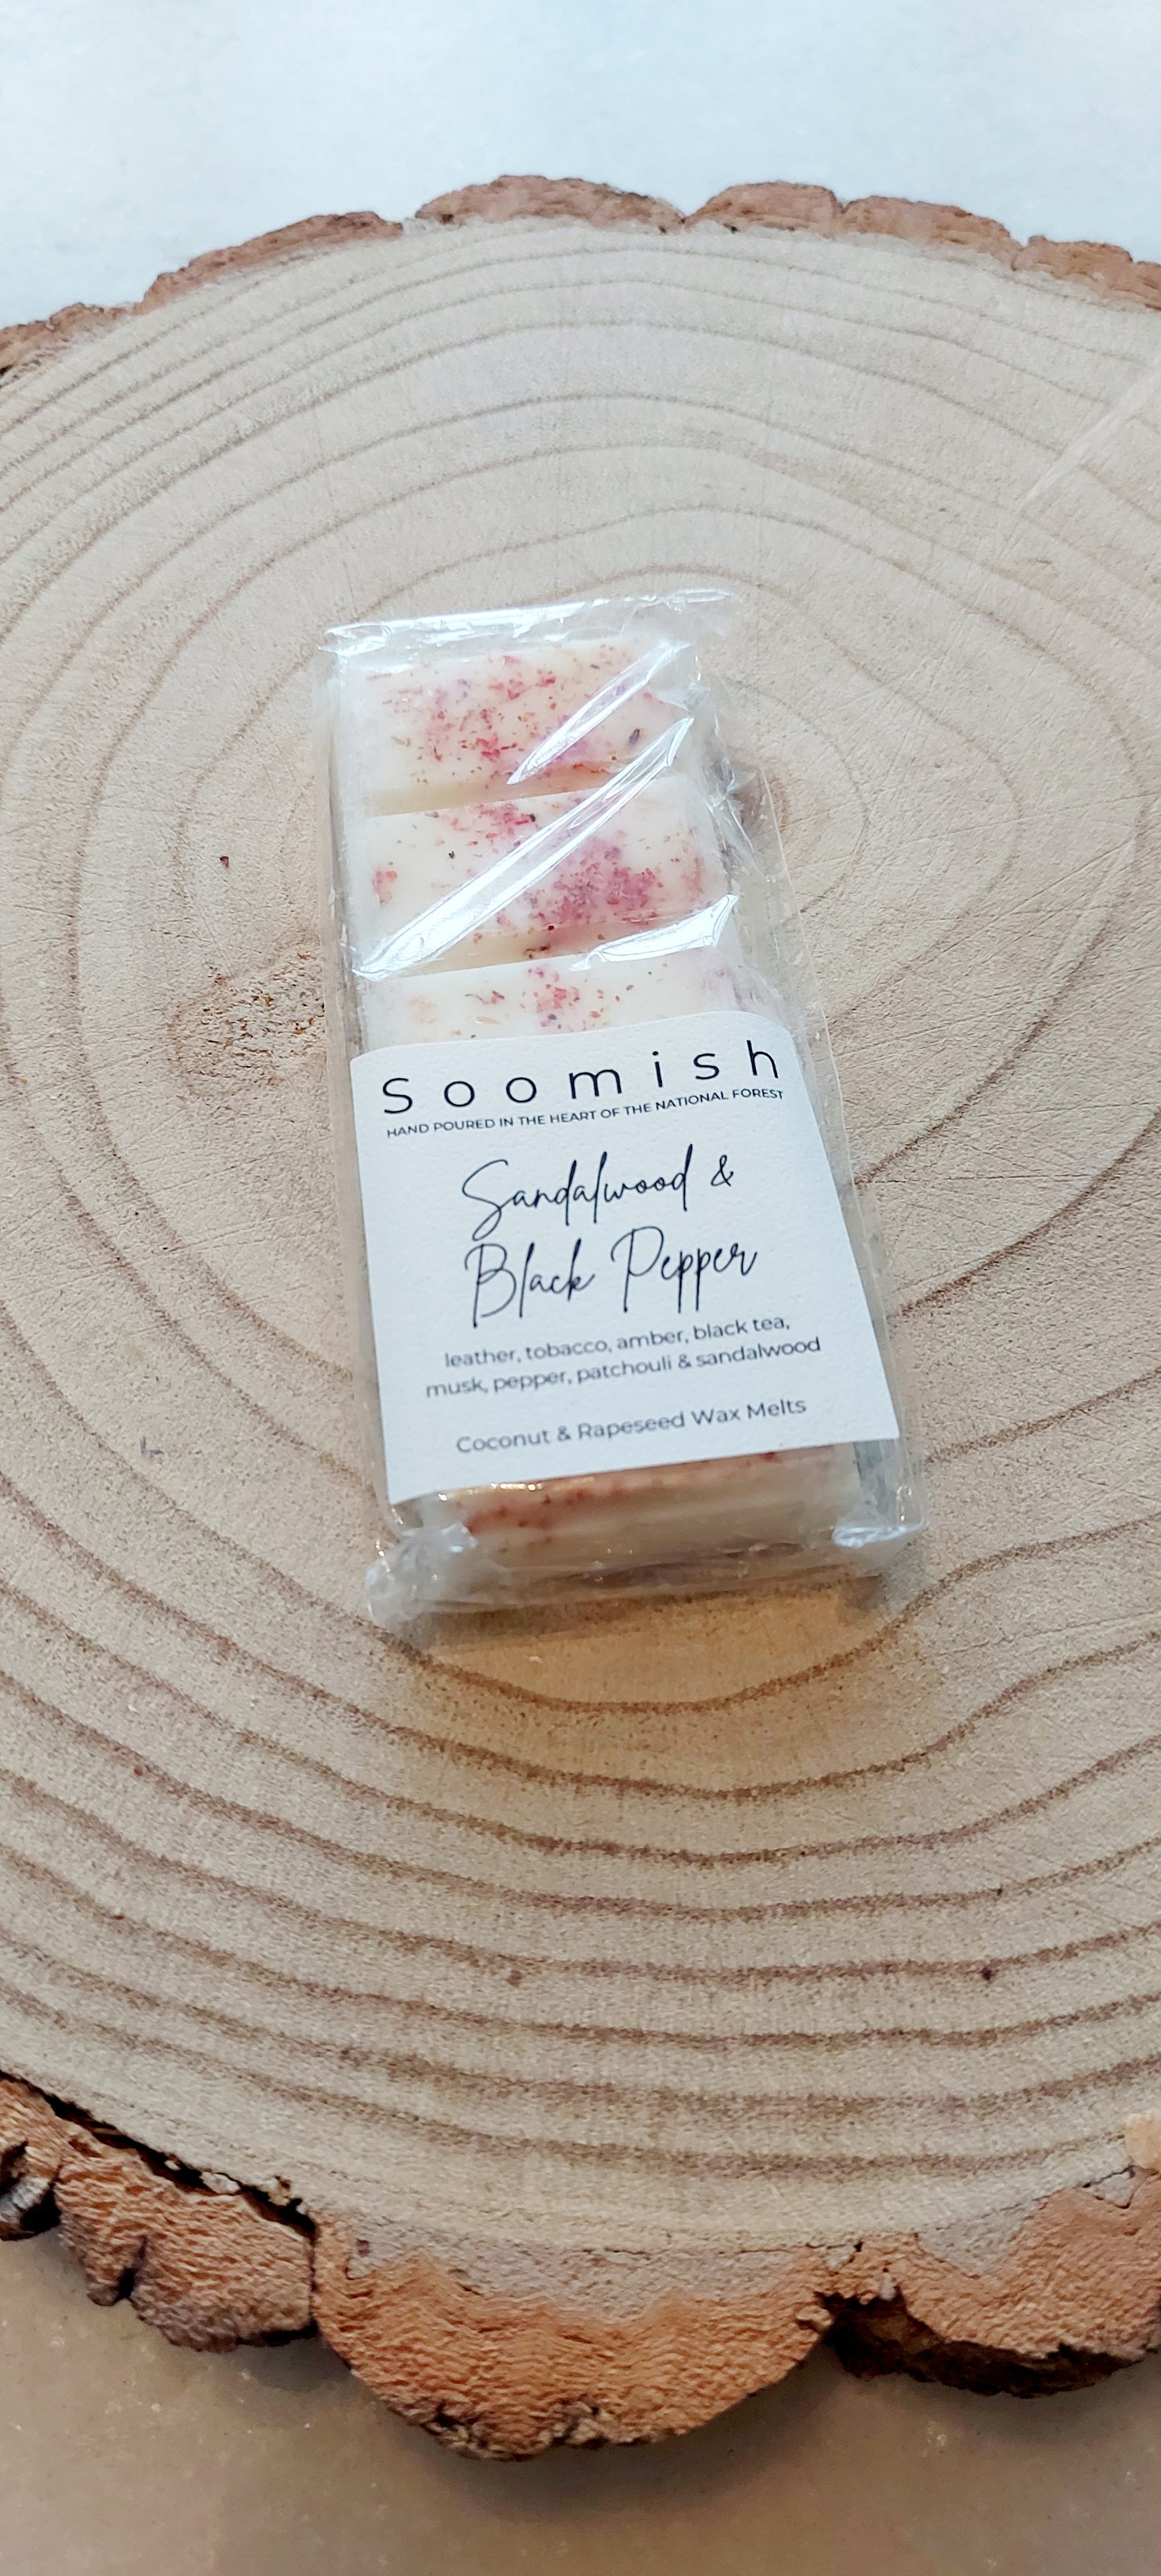 Soomish
HAND POURED IN THE HEART OF THE NATIONAL FOREST
Sandalwood &
Black Pepper
leather, tobacco, amber, black tea,
musk, pepper, patchouli & sandalwood
Coconut & Rapeseed Wax Melts